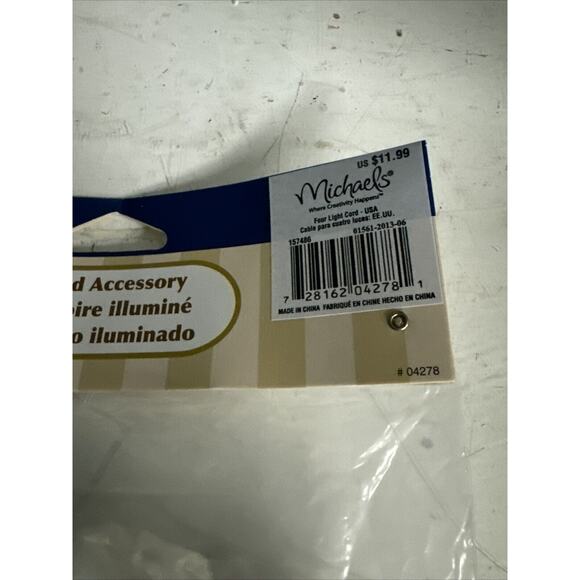 US $11.99
Michaels®
Where Creativity Happens™
Four Light Cord - USA
Cable para cuatro luces: EE.UU.
157486 01561-2013-06
7 28162 04278 1
MADE IN CHINA FABRIQUÉ EN CHINE HECHO EN CHINA
d Accessory
oire illuminé
o iluminado
# 04278